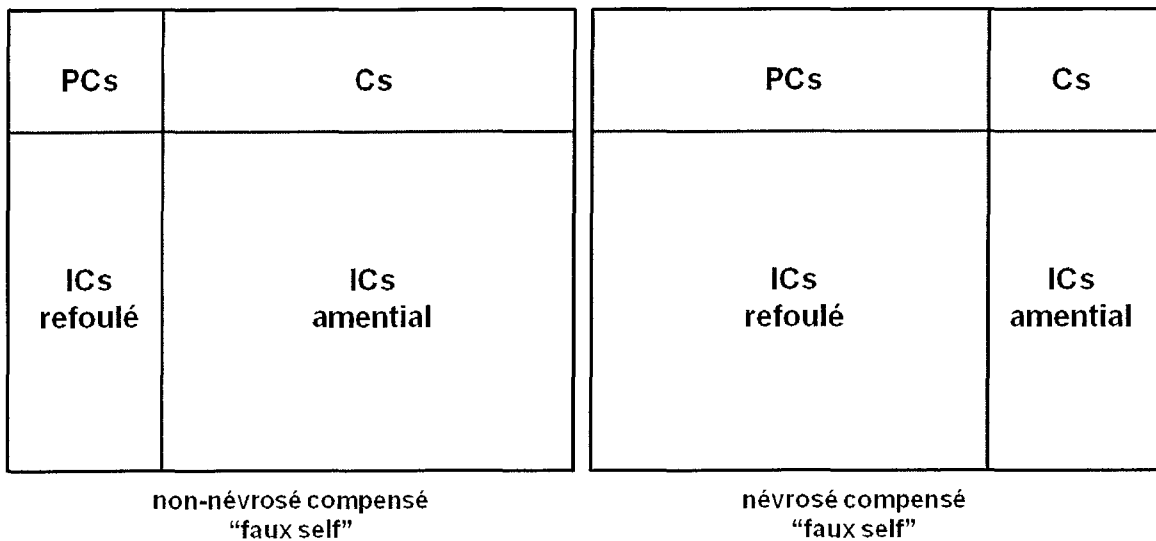 PCs
Cs
ICs
refoulé
ICs
amential
non-névrosé compensé
“faux self”
PCs
Cs
ICs
refoulé
ICs
amential
névrosé compensé
“faux self”